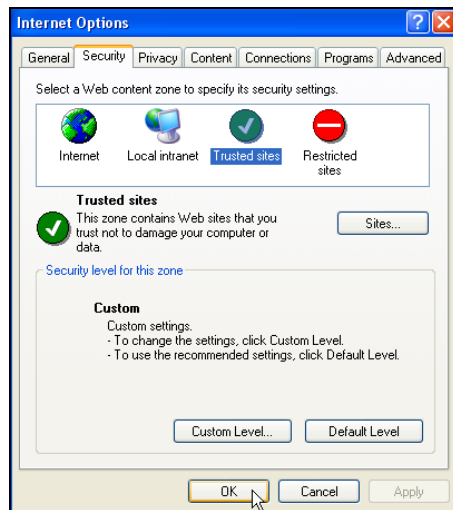 Internet Options
General Security Privacy Content Connections Programs Advanced
Select a Web content zone to specify its security settings.
Internet Local intranet Trusted sites Restricted
sites
Trusted sites
This zone contains Web sites that you
trust not to damage your computer or
data.
Sites...
Security level for this zone
Custom
Custom settings.
- To change the settings, click Custom Level.
- To use the recommended settings, click Default Level.
Custom Level... Default Level
OK Cancel Apply